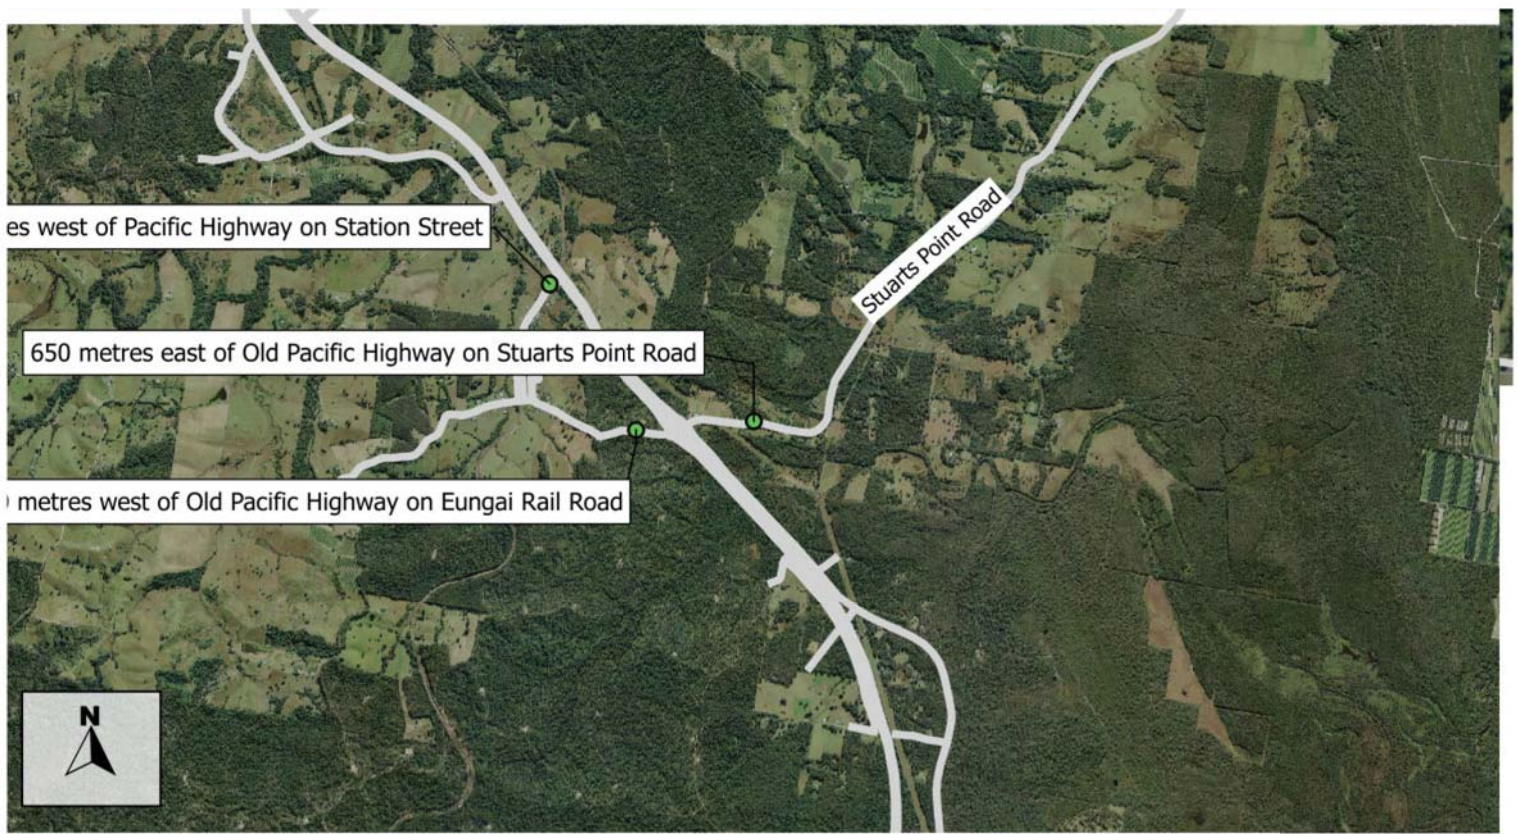 es west of Pacific Highway on Station Street
Stuarts Point Road
650 metres east of Old Pacific Highway on Stuarts Point Road
metres west of Old Pacific Highway on Eungai Rail Road
N